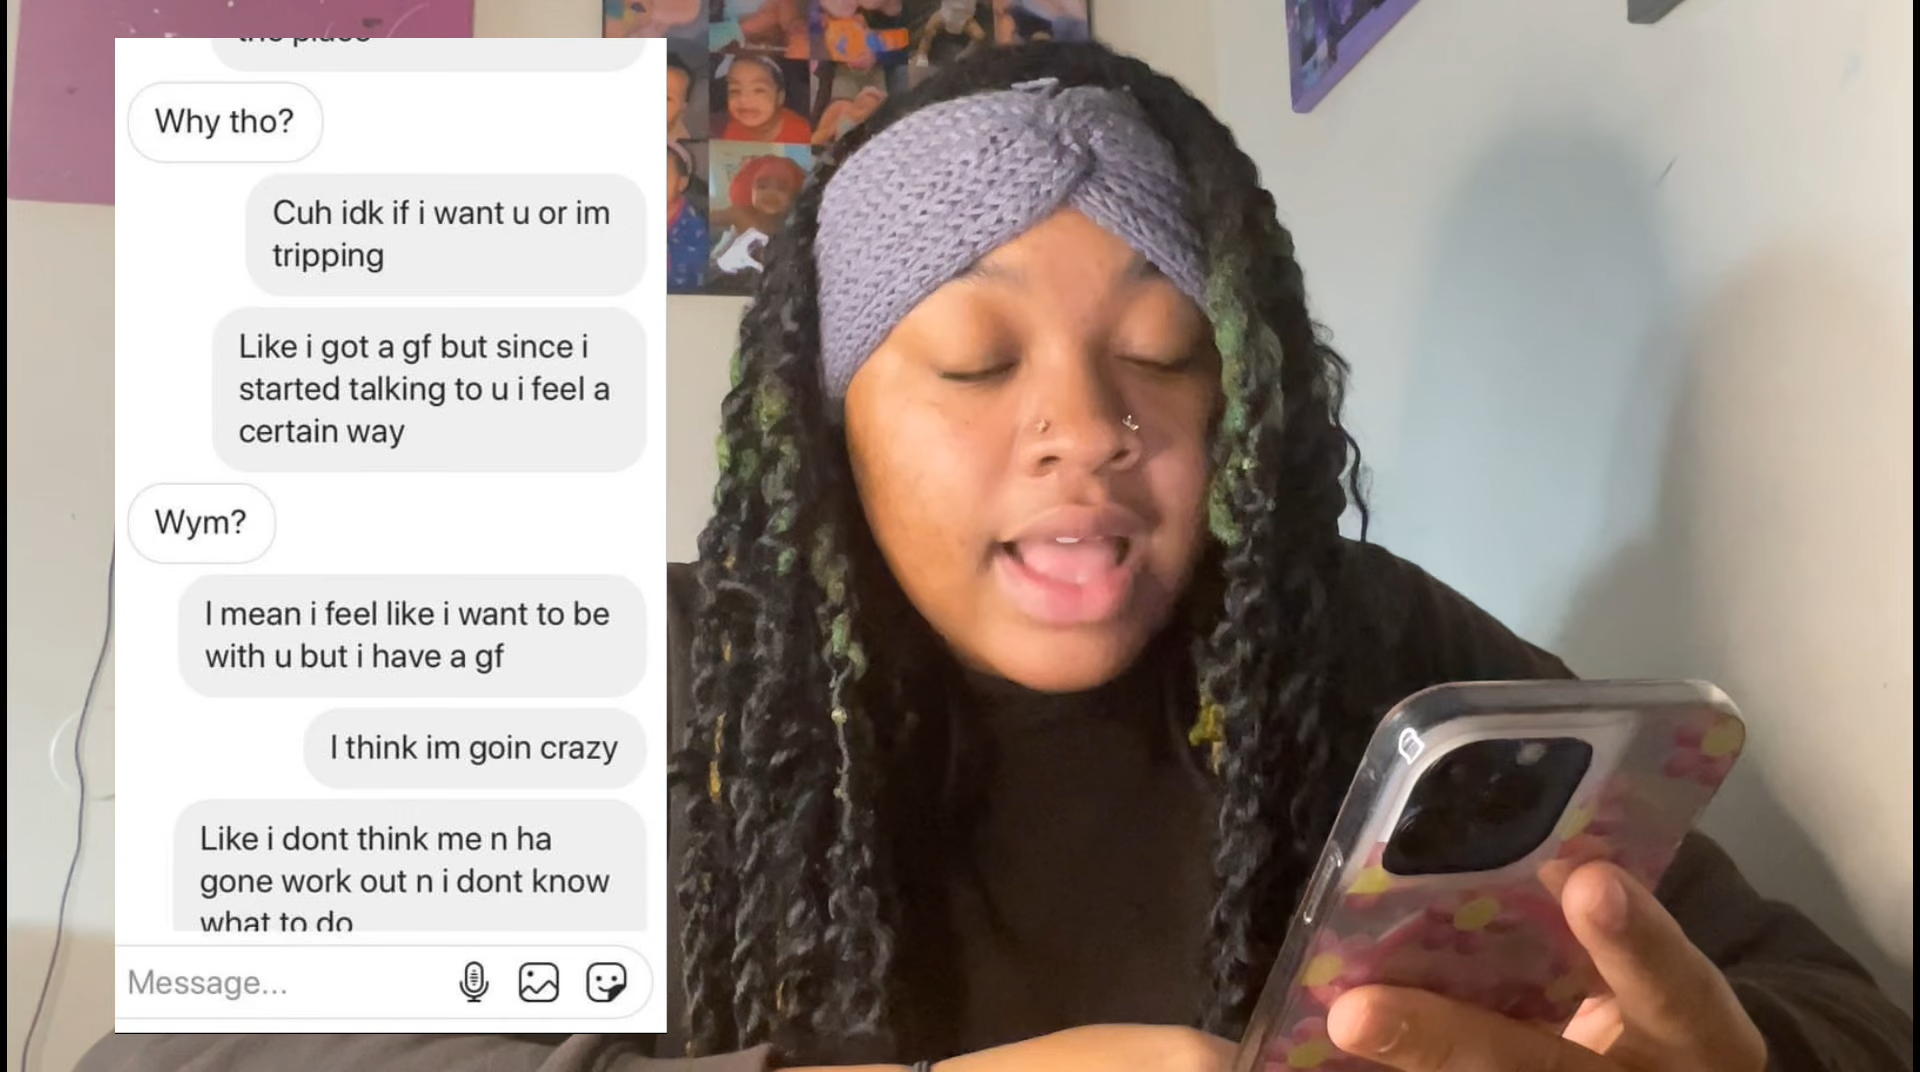 the place
Why tho?
Cuh idk if i want u or im
tripping
Like i got a gf but since i
started talking to u i feel a
certain way
Wym?
I mean i feel like i want to be
with u but i have a gf
I think im goin crazy
Like i dont think me n ha
gone work out n i dont know
what to do
Message...